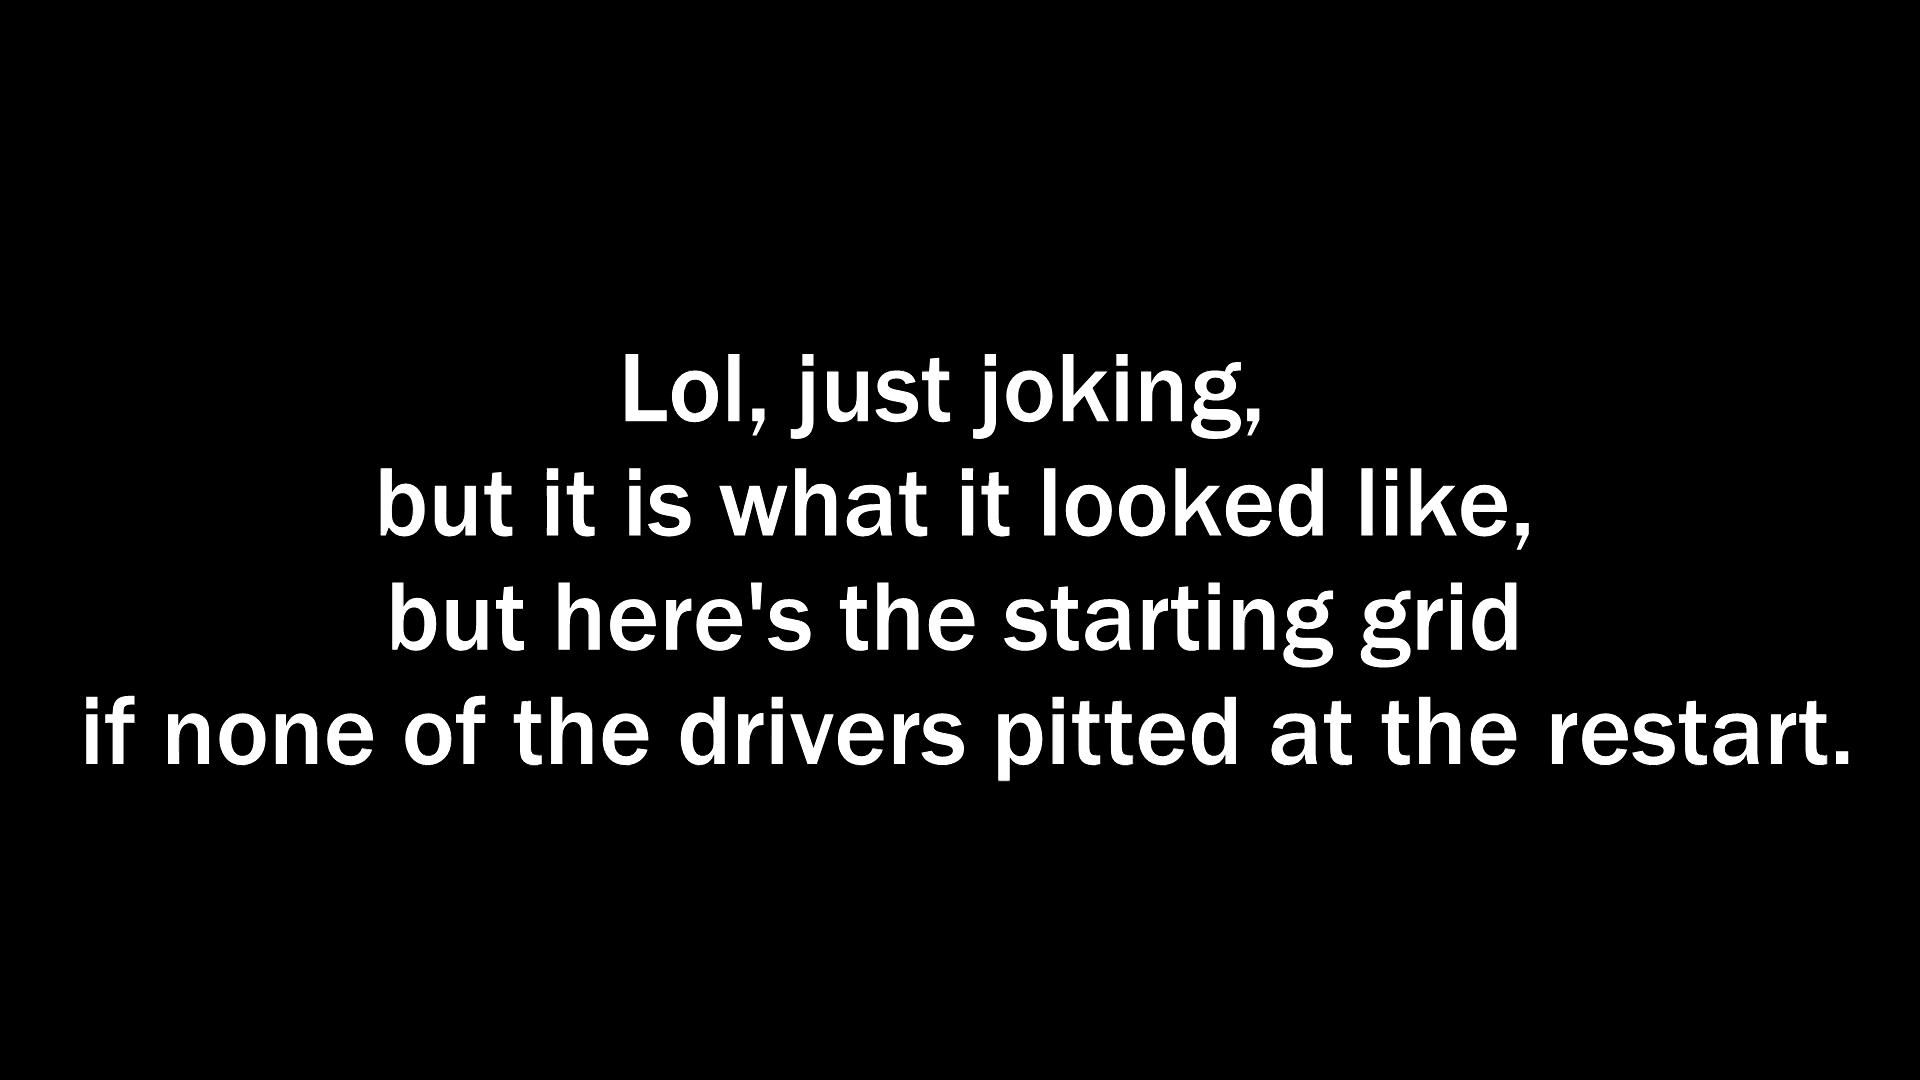 Lol, just joking,
but it is what it looked like,
but here's the starting grid
if none of the drivers pitted at the restart.